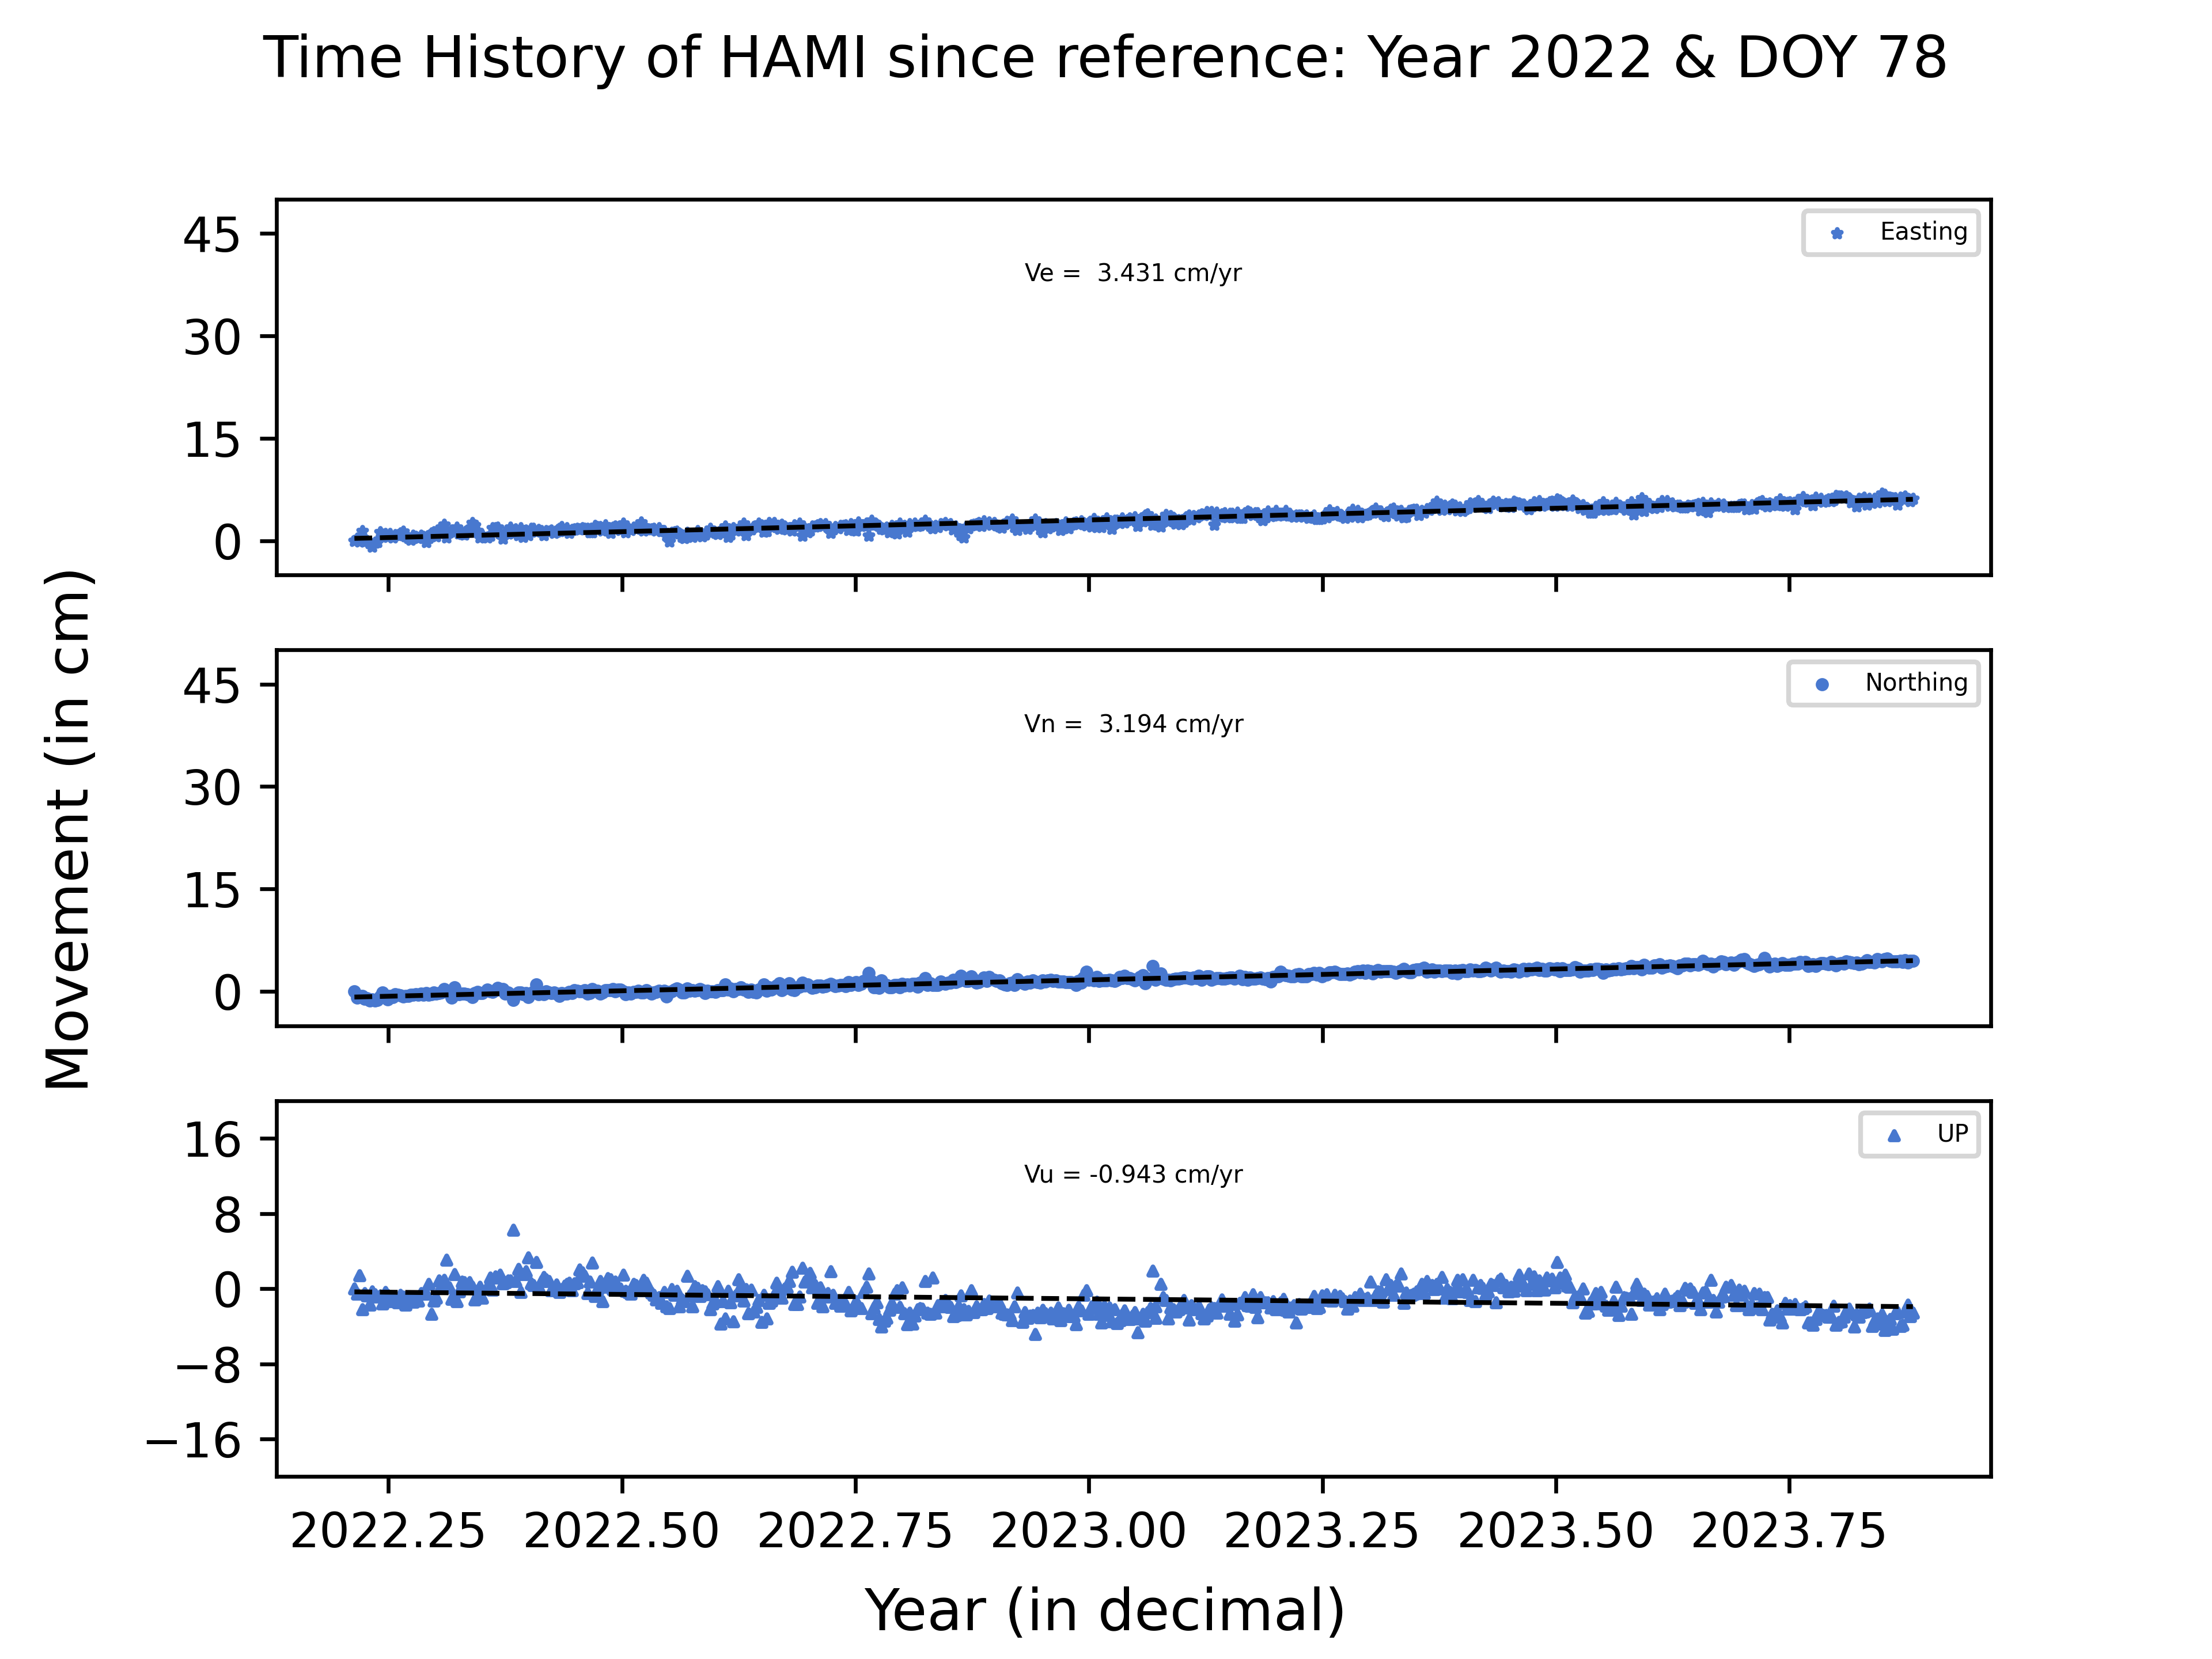 Time History of HAMI since reference: Year 2022 & DOY 78
Movement (in cm)
45
30
15
0
Easting
Ve =  3.431 cm/yr
45
30
15
0
Northing
Vn =  3.194 cm/yr
16
8
0
−8
−16
UP
Vu = -0.943 cm/yr
2022.25 2022.50 2022.75 2023.00 2023.25 2023.50 2023.75
Year (in decimal)